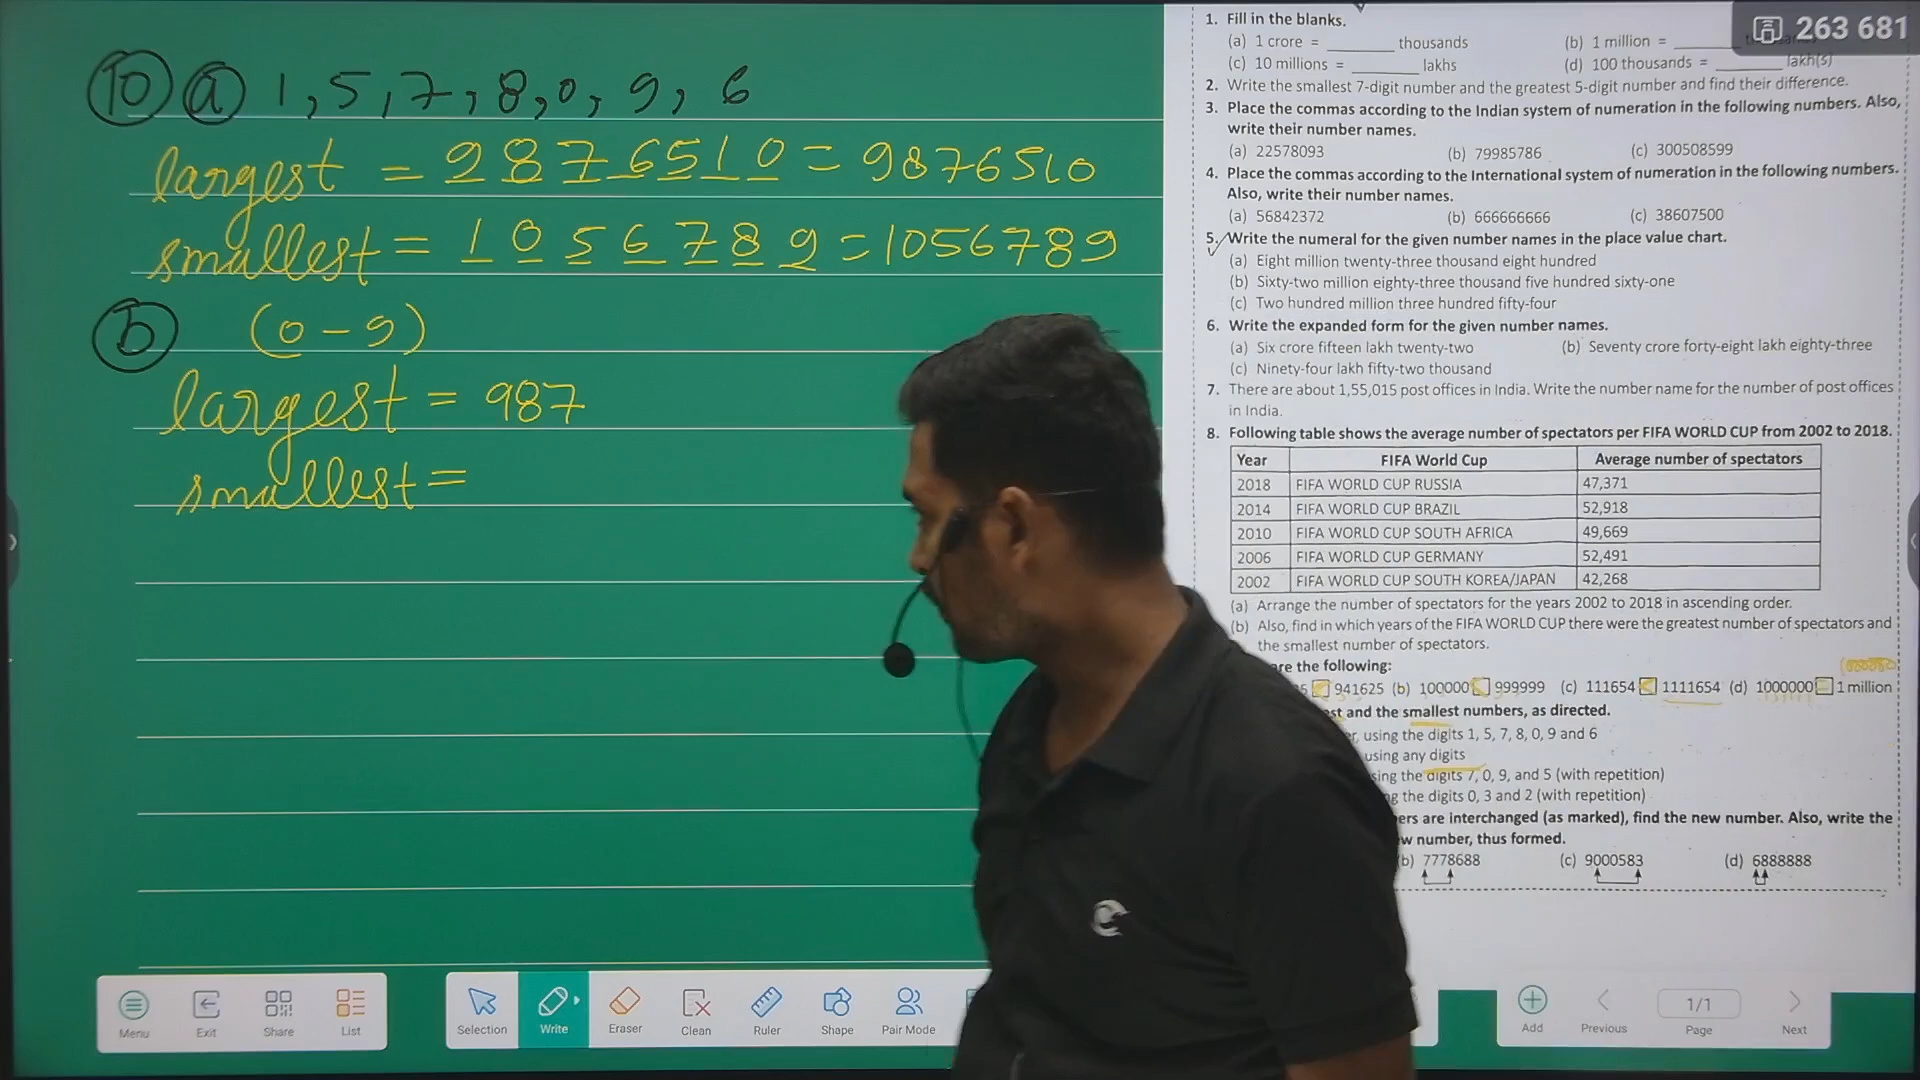 10 a 1, 5, 7, 8, 0, 9, 6
largest = 9 8 7 6 5 1 0 = 9876510
smallest = 1 0 5 6 7 8 9 = 1056789
b (0 - 9)
largest = 987
smallest =
Menu Exit Share List
Selection Write Eraser Clean Ruler Shape Pair Mode
263 681
1. Fill in the blanks.
(a) 1 crore = ________ thousands (b) 1 million = ________
(c) 10 millions = ________ lakhs (d) 100 thousands = ________ lakh(s)
2. Write the smallest 7-digit number and the greatest 5-digit number and find their difference.
3. Place the commas according to the Indian system of numeration in the following numbers. Also,
write their number names.
(a) 22578093 (b) 79985786 (c) 300508599
4. Place the commas according to the International system of numeration in the following numbers.
Also, write their number names.
(a) 56842372 (b) 666666666 (c) 38607500
5. Write the numeral for the given number names in the place value chart.
(a) Eight million twenty-three thousand eight hundred
(b) Sixty-two million eighty-three thousand five hundred sixty-one
(c) Two hundred million three hundred fifty-four
6. Write the expanded form for the given number names.
(a) Six crore fifteen lakh twenty-two (b) Seventy crore forty-eight lakh eighty-three
(c) Ninety-four lakh fifty-two thousand
7. There are about 1,55,015 post offices in India. Write the number name for the number of post offices
in India.
8. Following table shows the average number of spectators per FIFA WORLD CUP from 2002 to 2018.
Year FIFA World Cup Average number of spectators
2018 FIFA WORLD CUP RUSSIA 47,371
2014 FIFA WORLD CUP BRAZIL 52,918
2010 FIFA WORLD CUP SOUTH AFRICA 49,669
2006 FIFA WORLD CUP GERMANY 52,491
2002 FIFA WORLD CUP SOUTH KOREA/JAPAN 42,268
(a) Arrange the number of spectators for the years 2002 to 2018 in ascending order.
(b) Also, find in which years of the FIFA WORLD CUP there were the greatest number of spectators and
the smallest number of spectators.
the following:
941625 (b) 100000 < 999999 (c) 111654 < 1111654 (d) 1000000 = 1 million
and the smallest numbers, as directed.
using the digits 1, 5, 7, 8, 0, 9 and 6
using any digits
the digits 7, 0, 9, and 5 (with repetition)
the digits 0, 3 and 2 (with repetition)
are interchanged (as marked), find the new number. Also, write the
number, thus formed.
(b) 7778688 (c) 9000583 (d) 6888888
Add Previous 1/1 Page Next